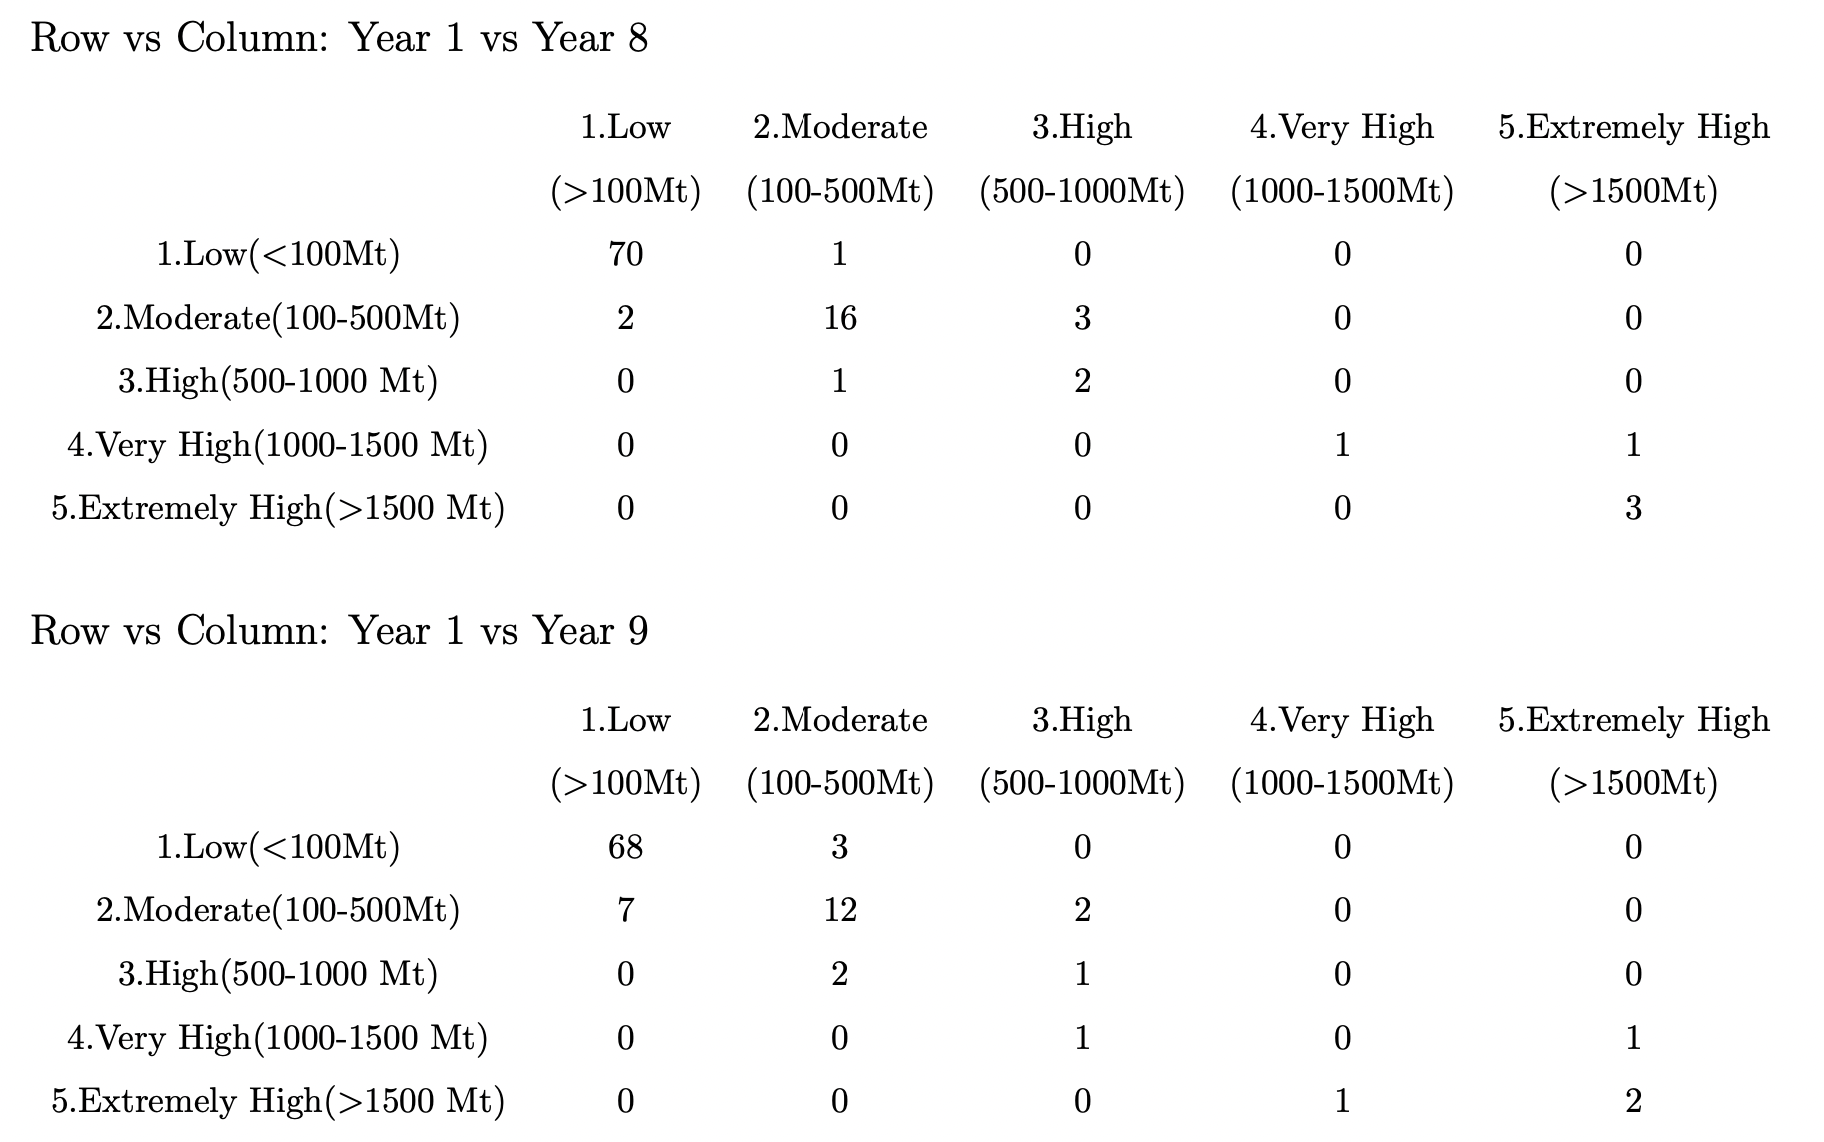 Row vs Column: Year 1 vs Year 8
1.Low 2.Moderate 3.High 4.Very High 5.Extremely High
(>100Mt) (100-500Mt) (500-1000Mt) (1000-1500Mt) (>1500Mt)
1.Low(<100Mt) 70 1 0 0 0
2.Moderate(100-500Mt) 2 16 3 0 0
3.High(500-1000 Mt) 0 1 2 0 0
4.Very High(1000-1500 Mt) 0 0 0 1 1
5.Extremely High(>1500 Mt) 0 0 0 0 3
Row vs Column: Year 1 vs Year 9
1.Low 2.Moderate 3.High 4.Very High 5.Extremely High
(>100Mt) (100-500Mt) (500-1000Mt) (1000-1500Mt) (>1500Mt)
1.Low(<100Mt) 68 3 0 0 0
2.Moderate(100-500Mt) 7 12 2 0 0
3.High(500-1000 Mt) 0 2 1 0 0
4.Very High(1000-1500 Mt) 0 0 1 0 1
5.Extremely High(>1500 Mt) 0 0 0 1 2